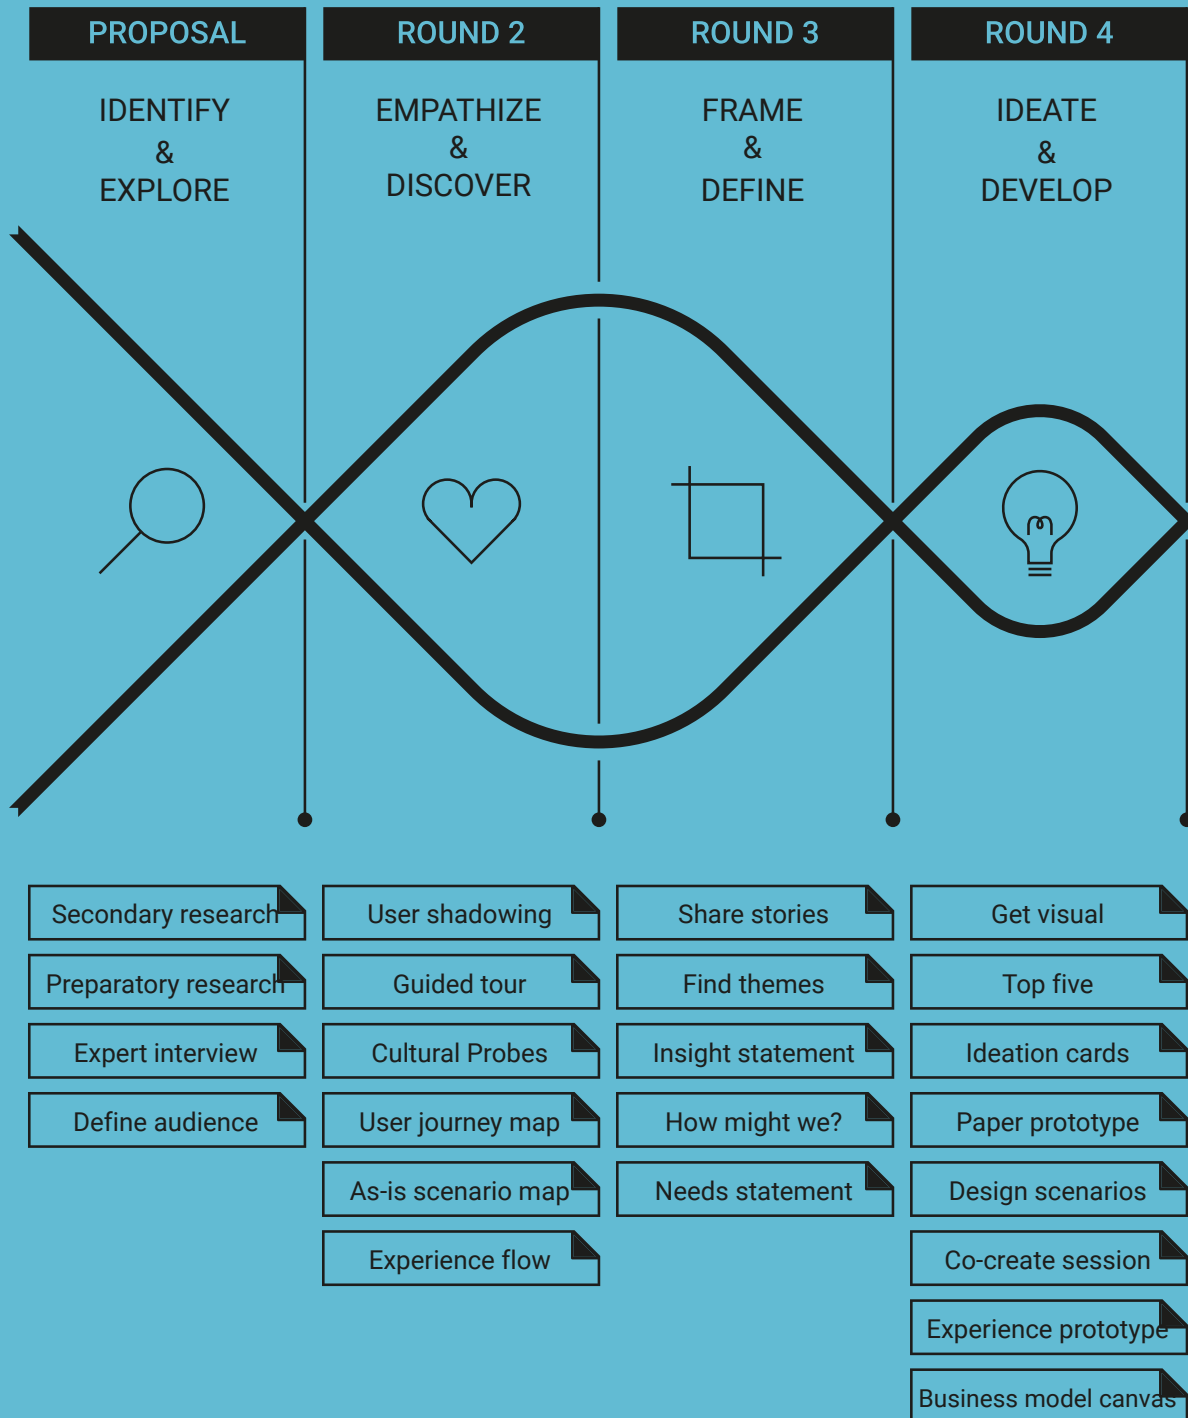 PROPOSAL
IDENTIFY
&
EXPLORE
Secondary research
Preparatory research
Expert interview
Define audience
ROUND 2
EMPATHIZE
&
DISCOVER
User shadowing
Guided tour
Cultural Probes
User journey map
As-is scenario map
Experience flow
ROUND 3
FRAME
&
DEFINE
Share stories
Find themes
Insight statement
How might we?
Needs statement
ROUND 4
IDEATE
&
DEVELOP
Get visual
Top five
Ideation cards
Paper prototype
Design scenarios
Co-create session
Experience prototype
Business model canvas